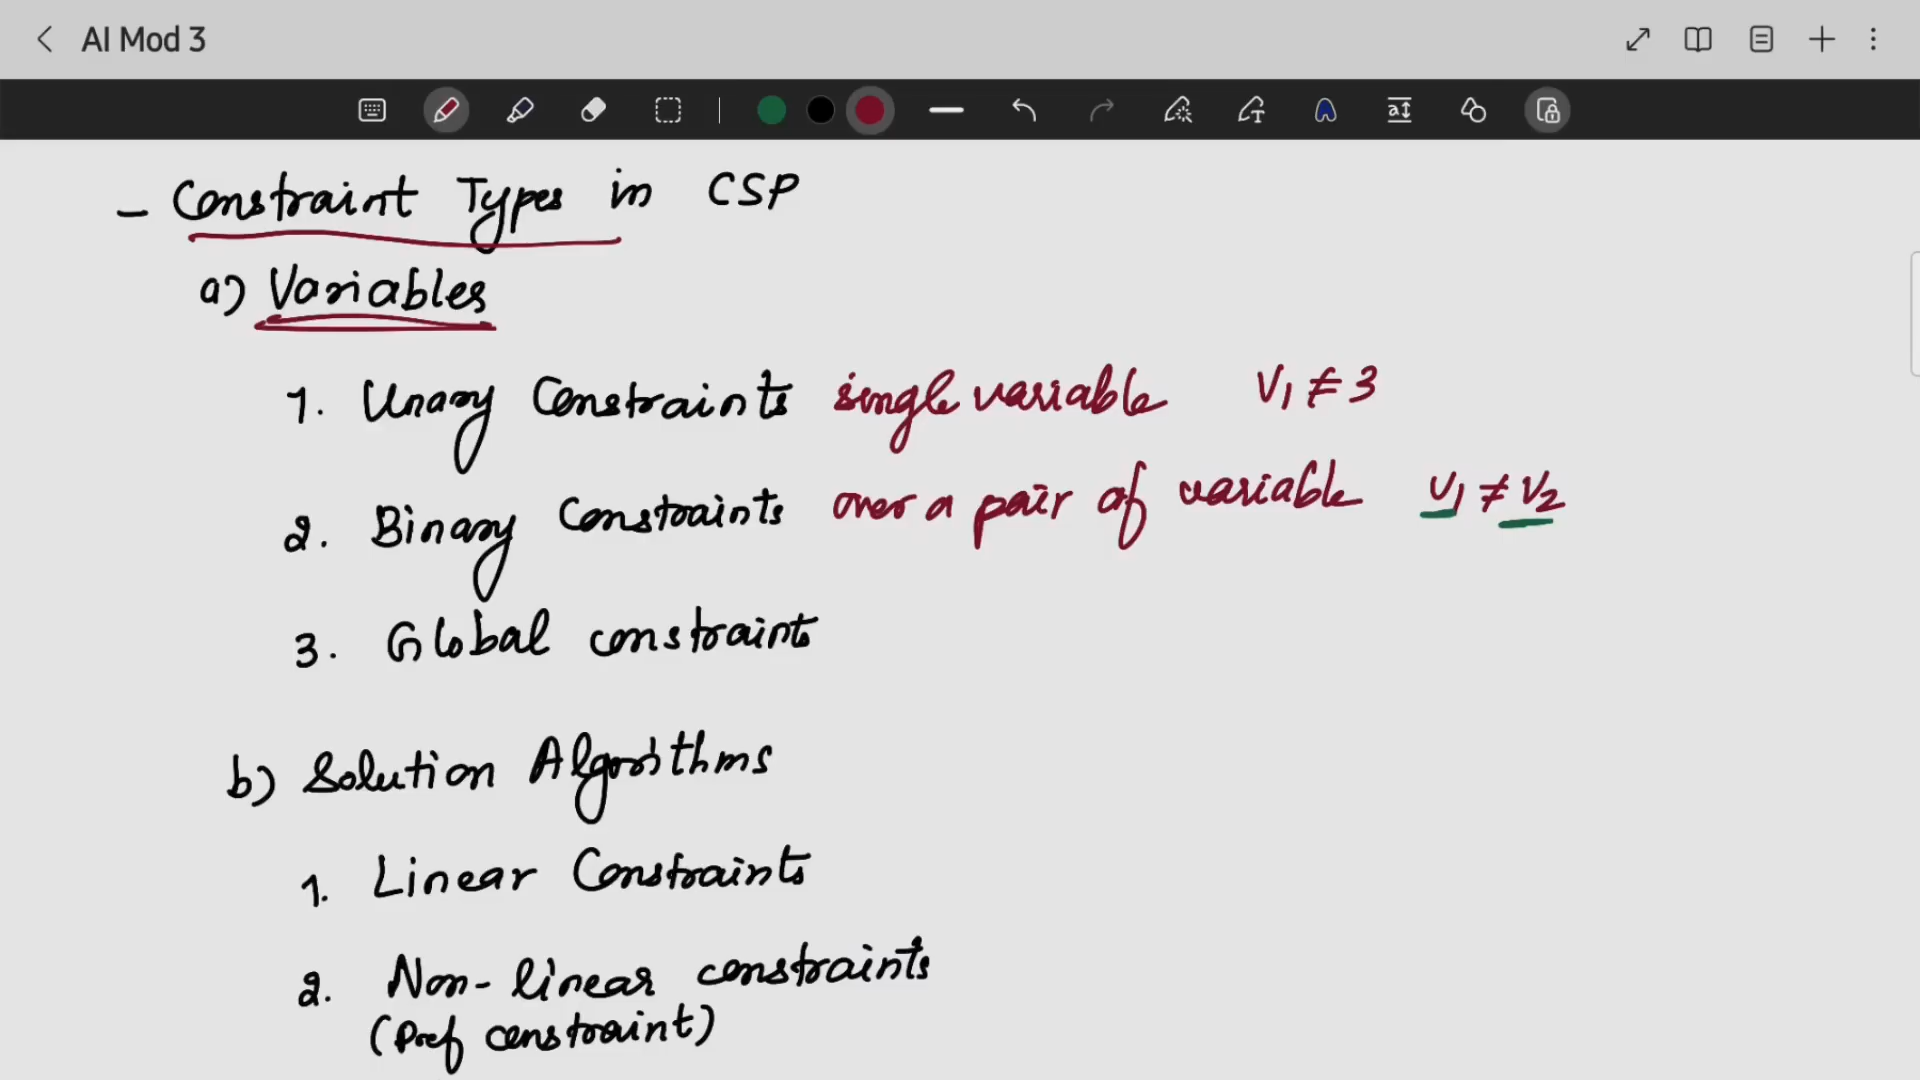 AI Mod 3
- Constraint Types in CSP
a) Variables
1. Unary Constraints single variable V1 ≠ 3
2. Binary Constraints over a pair of variable V1 ≠ V2
3. Global constraints
b) Solution Algorithms
1. Linear Constraints
2. Non-linear constraints
(Pref constraint)